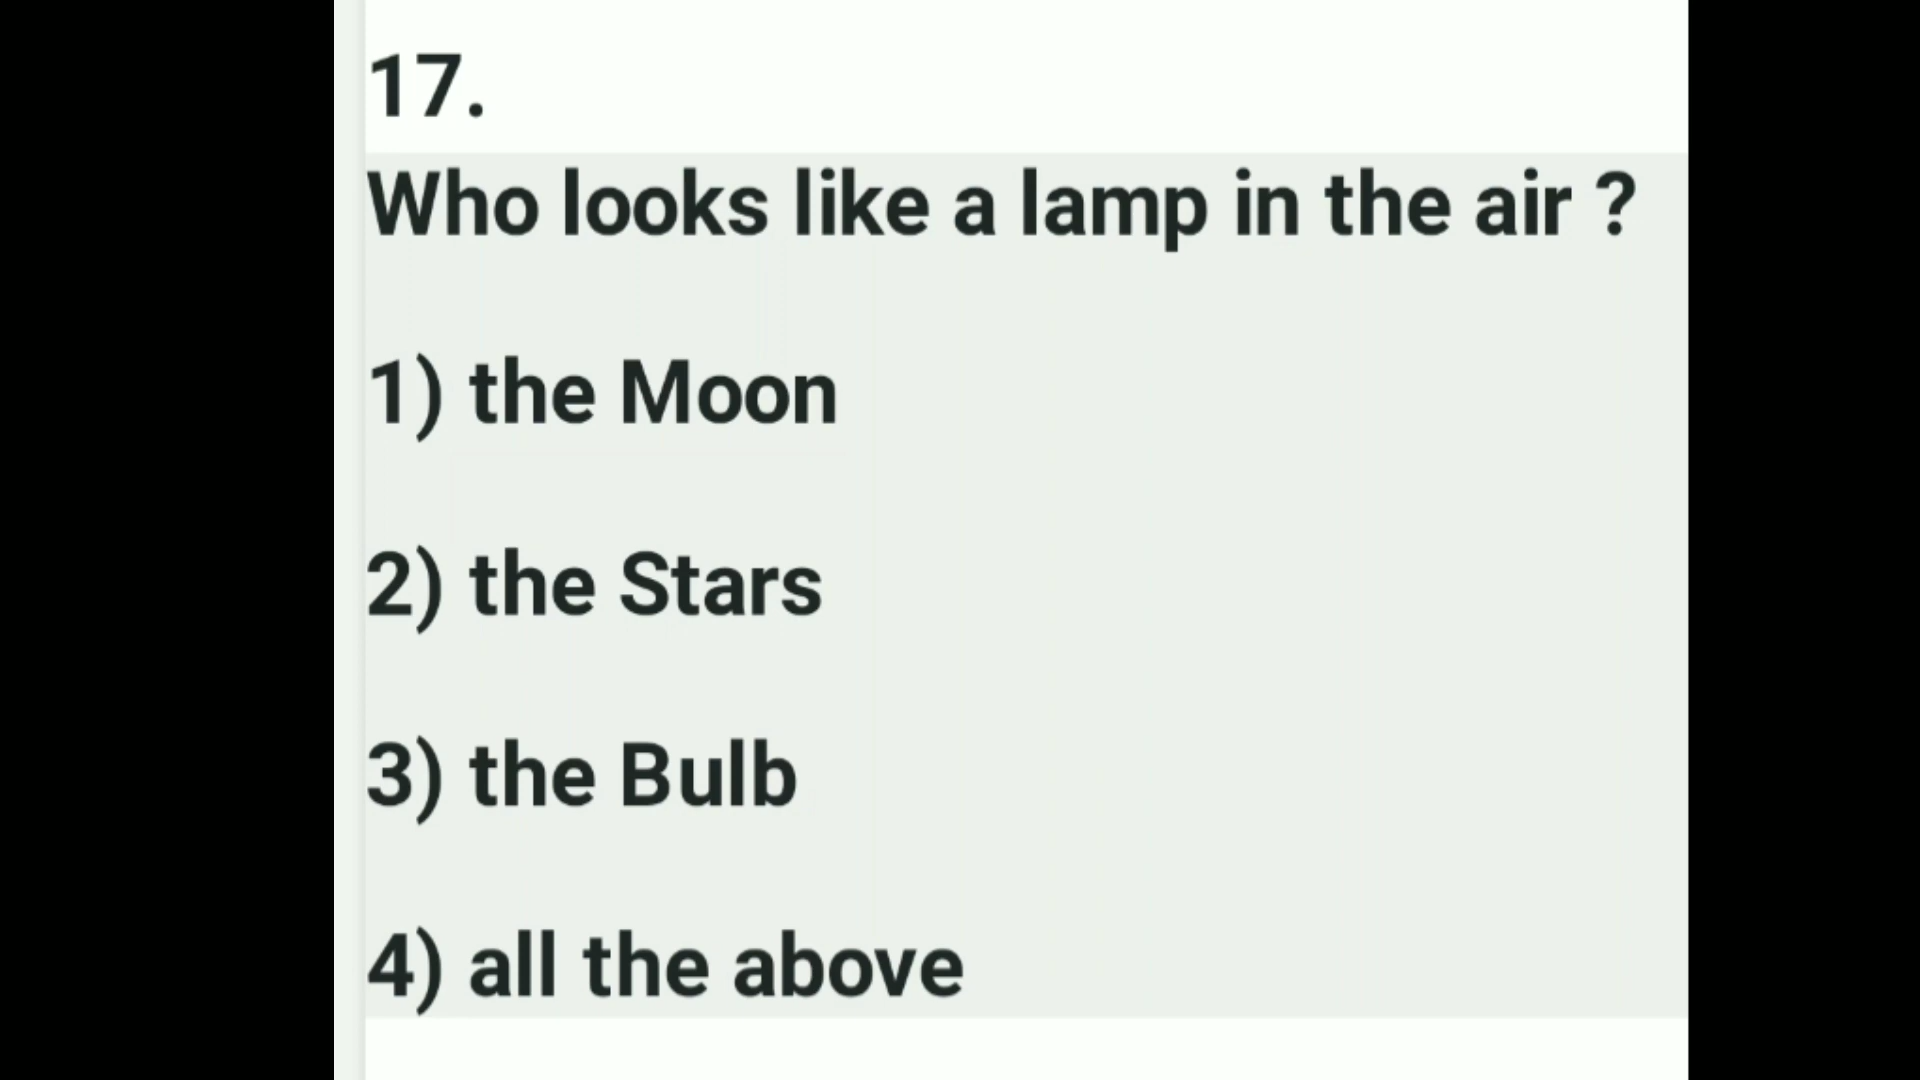 17.
Who looks like a lamp in the air ?
1) the Moon
2) the Stars
3) the Bulb
4) all the above